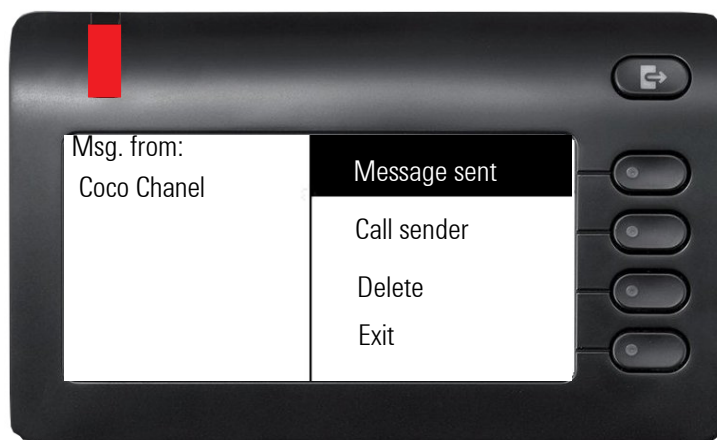 Msg. from:
Coco Chanel
Message sent
Call sender
Delete
Exit